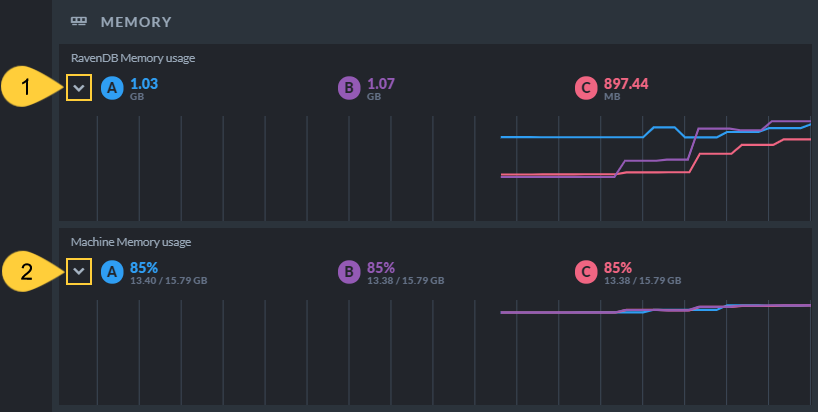 MEMORY
RavenDB Memory usage
1 A 1.03 B 1.07 C 897.44
GB GB MB
Machine Memory usage
2 A 85% B 85% C 85%
13.40 / 15.79 GB 13.38 / 15.79 GB 13.38 / 15.79 GB